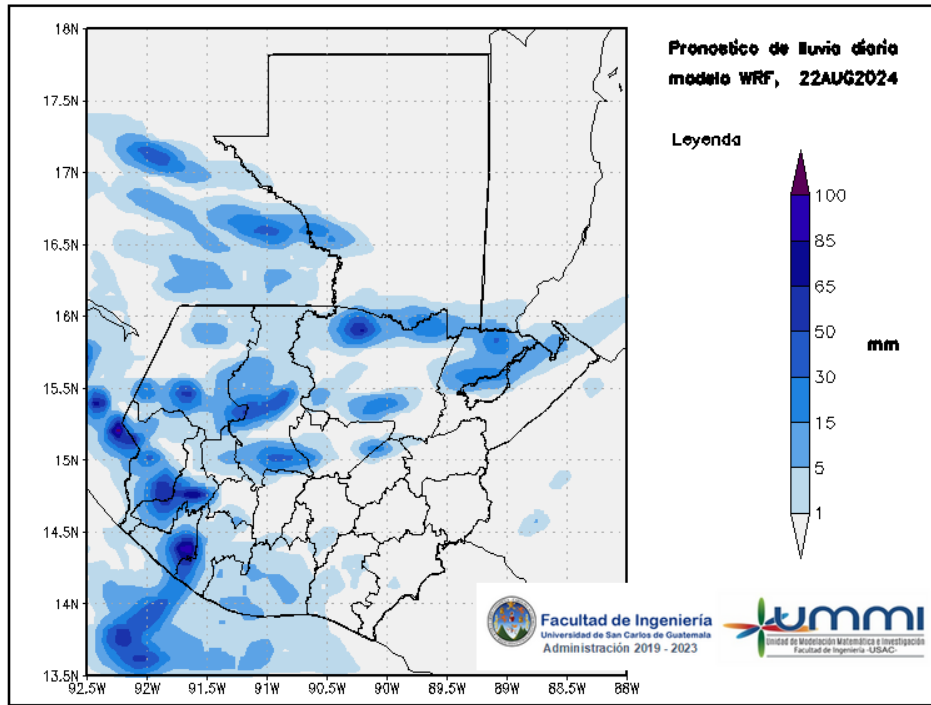 18N
17.5N
17N
16.5N
16N
15.5N
15N
14.5N
14N
13.5N
92.5W
92W
91.5W
91W
90.5W
90W
89.5W
89W
88.5W
88W
Pronostico de lluvia diaria
modelo WRF, 22AUG2024
Leyenda
100
85
65
50
30
15
5
1
mm
Facultad de Ingeniería
Universidad de San Carlos de Guatemala
Administración 2019 - 2023
ummi
Unidad de Modelación Matemática e Investigación
Facultad de Ingeniería -USAC-